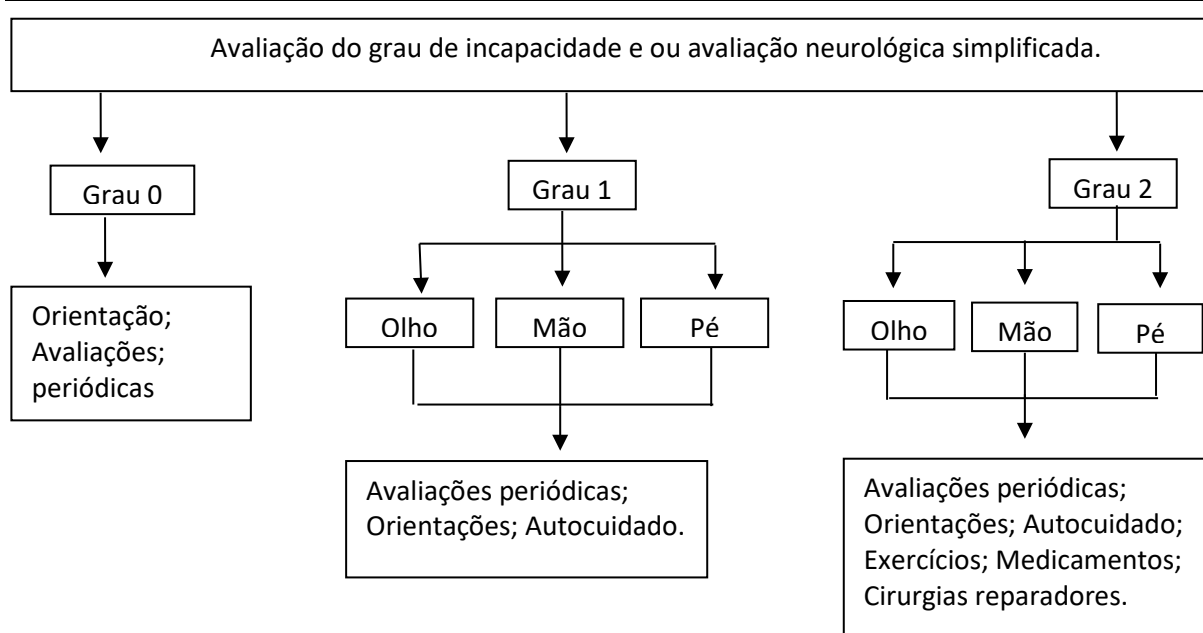 Avaliação do grau de incapacidade e ou avaliação neurológica simplificada.
Grau 0
Grau 1
Grau 2
Orientação;
Avaliações;
periódicas
Olho
Mão
Pé
Olho
Mão
Pé
Avaliações periódicas;
Orientações; Autocuidado.
Avaliações periódicas;
Orientações; Autocuidado;
Exercícios; Medicamentos;
Cirurgias reparadores.